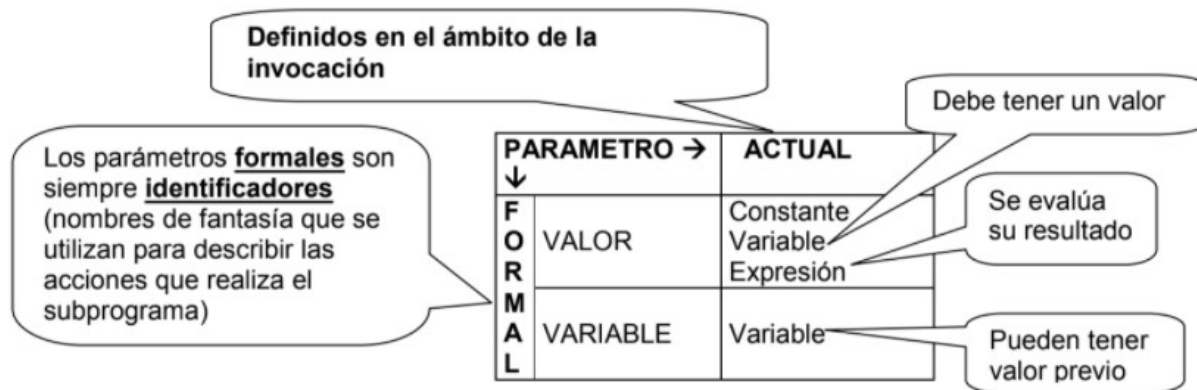 Definidos en el ámbito de la
invocación
Debe tener un valor
Los parámetros formales son
siempre identificadores
(nombres de fantasía que se
utilizan para describir las
acciones que realiza el
subprograma)
PARAMETRO → ACTUAL
↓
FORMAL
VALOR
Constante
Variable
Expresión
Se evalúa
su resultado
VARIABLE
Variable
Pueden tener
valor previo